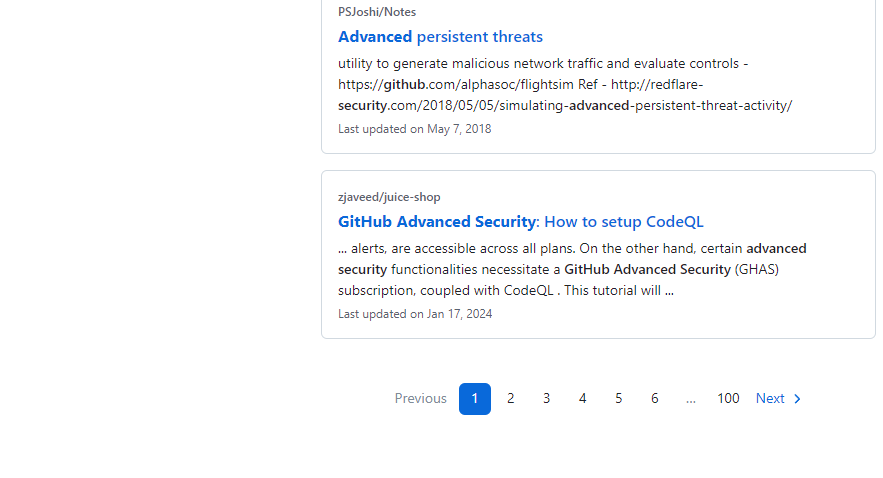 PSJoshi/Notes
Advanced persistent threats
utility to generate malicious network traffic and evaluate controls -
https://github.com/alphasoc/flightsim Ref - http://redflare-
security.com/2018/05/05/simulating-advanced-persistent-threat-activity/
Last updated on May 7, 2018
zjaveed/juice-shop
GitHub Advanced Security: How to setup CodeQL
... alerts, are accessible across all plans. On the other hand, certain advanced
security functionalities necessitate a GitHub Advanced Security (GHAS)
subscription, coupled with CodeQL . This tutorial will ...
Last updated on Jan 17, 2024
Previous 1 2 3 4 5 6 ... 100 Next